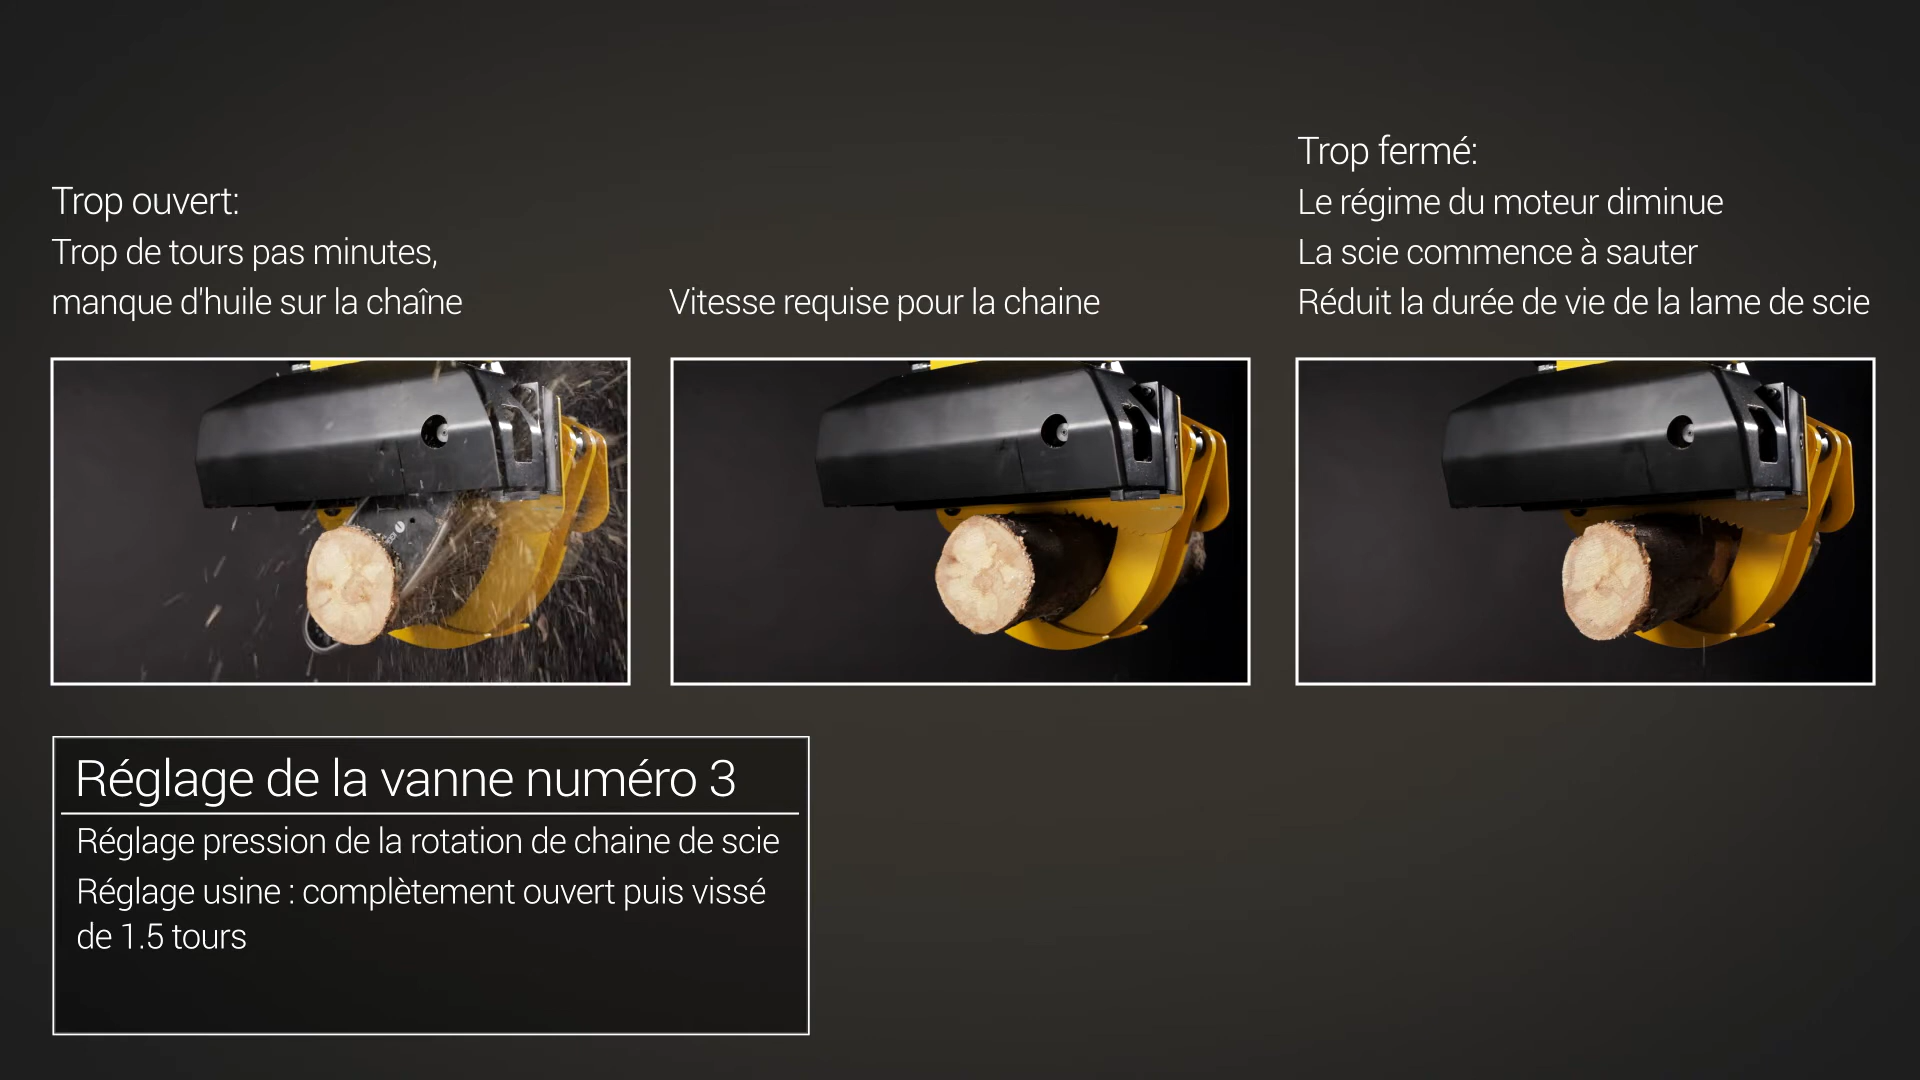 Trop ouvert:
Trop de tours pas minutes,
manque d'huile sur la chaîne
Vitesse requise pour la chaine
Trop fermé:
Le régime du moteur diminue
La scie commence à sauter
Réduit la durée de vie de la lame de scie
Réglage de la vanne numéro 3
Réglage pression de la rotation de chaine de scie
Réglage usine : complètement ouvert puis vissé
de 1.5 tours